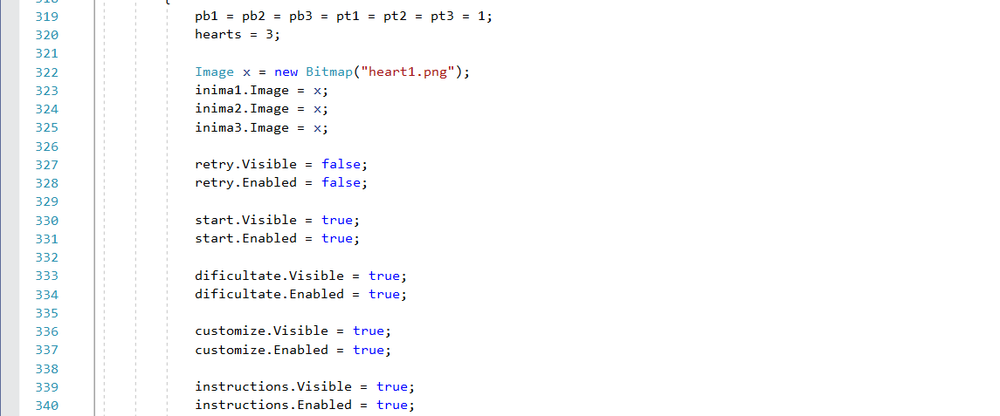 318 {
319 pb1 = pb2 = pb3 = pt1 = pt2 = pt3 = 1;
320 hearts = 3;
321
322 Image x = new Bitmap("heart1.png");
323 inima1.Image = x;
324 inima2.Image = x;
325 inima3.Image = x;
326
327 retry.Visible = false;
328 retry.Enabled = false;
329
330 start.Visible = true;
331 start.Enabled = true;
332
333 dificultate.Visible = true;
334 dificultate.Enabled = true;
335
336 customize.Visible = true;
337 customize.Enabled = true;
338
339 instructions.Visible = true;
340 instructions.Enabled = true;